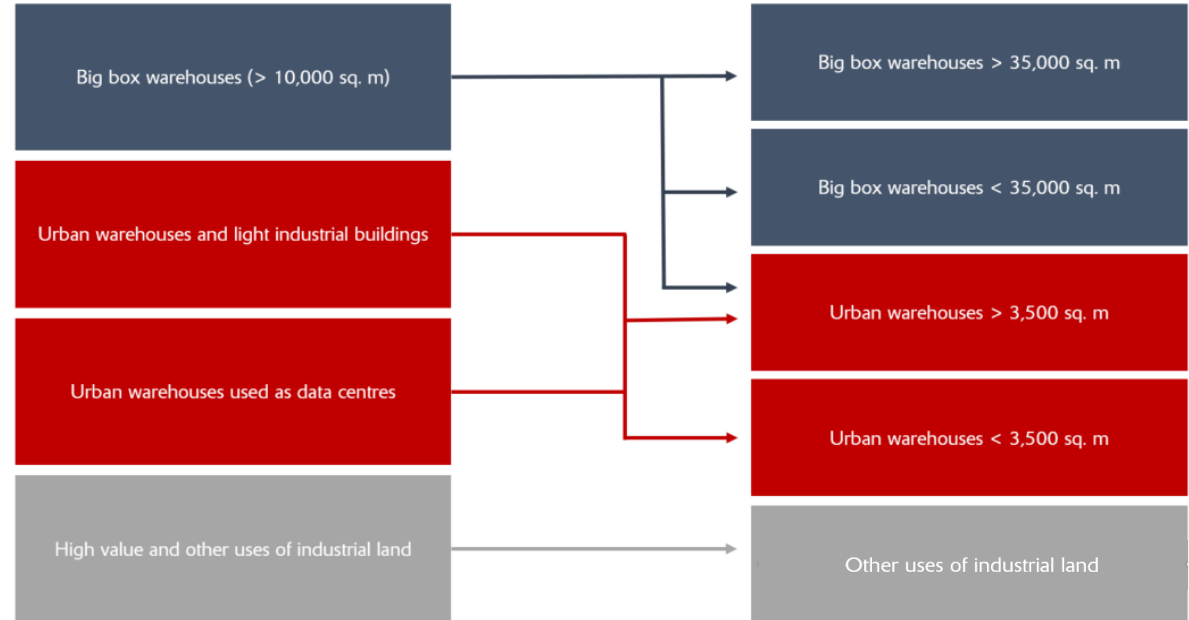 Big box warehouses (> 10,000 sq. m)
Urban warehouses and light industrial buildings
Urban warehouses used as data centres
High value and other uses of industrial land
Big box warehouses > 35,000 sq. m
Big box warehouses < 35,000 sq. m
Urban warehouses > 3,500 sq. m
Urban warehouses < 3,500 sq. m
Other uses of industrial land